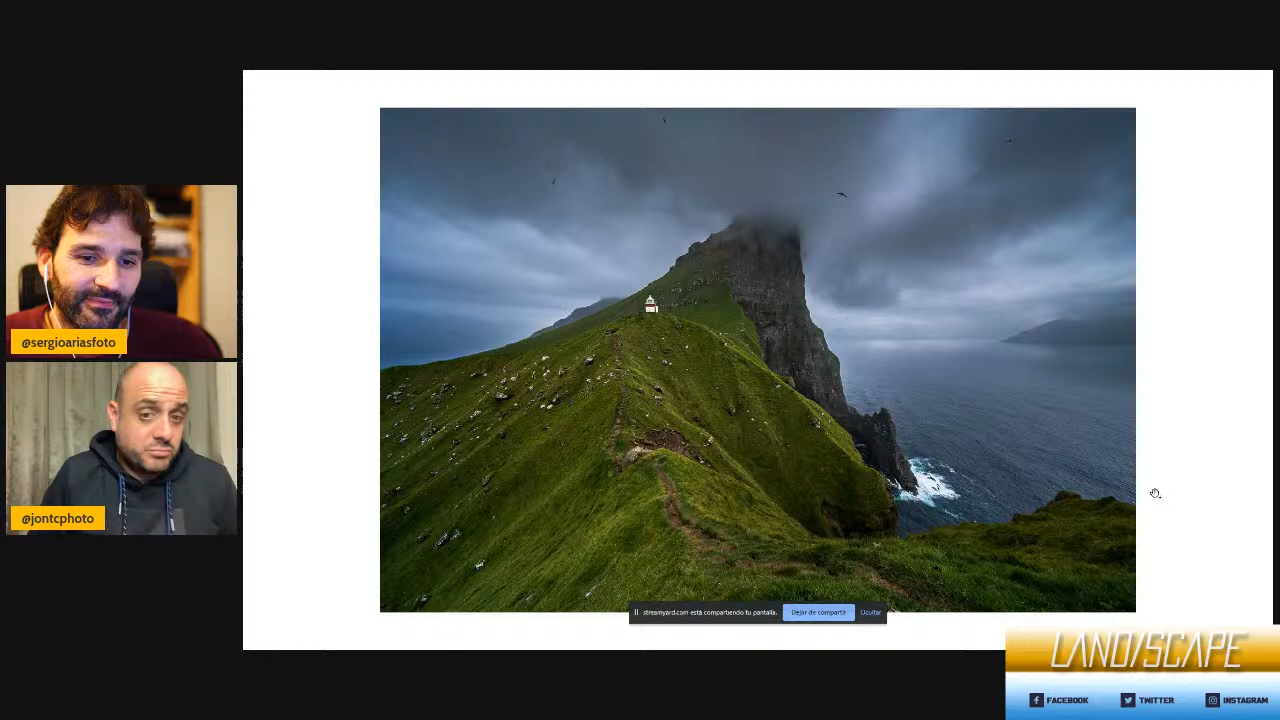 @sergioariasfoto
@jontcphoto
streamyard.com está compartiendo tu pantalla.
Dejar de compartir
Ocultar
LAND/SCAPE
FACEBOOK
TWITTER
INSTAGRAM